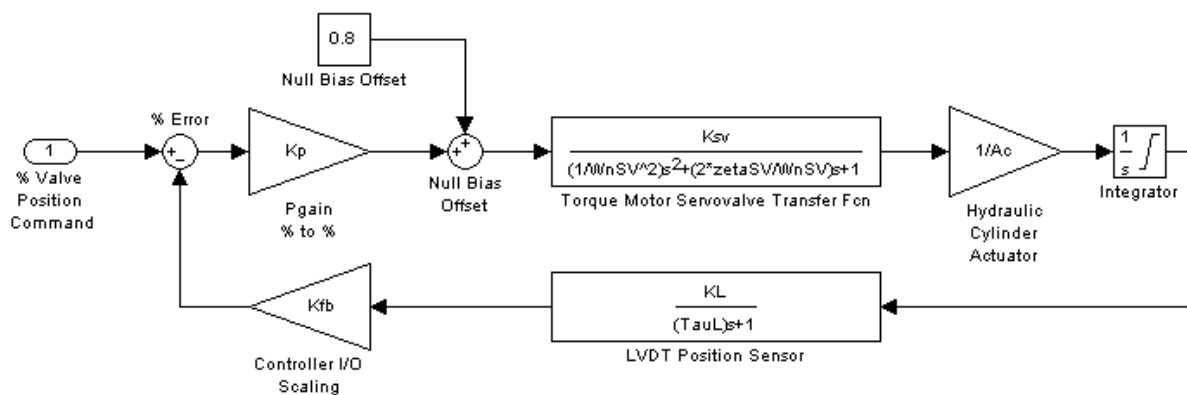 0.8
Null Bias Offset
% Error
1
% Valve
Position
Command
+
−
Kp
Pgain
% to %
+
+
Null Bias
Offset
Ksv
(1/WnSV^2)s2+(2*zetaSV/WnSV)s+1
Torque Motor Servovalve Transfer Fcn
1/Ac
Hydraulic
Cylinder
Actuator
1
s
Integrator
Kfb
Controller I/O
Scaling
KL
(TauL)s+1
LVDT Position Sensor